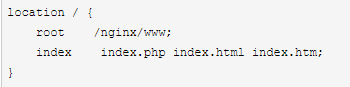 location / {
    root    /nginx/www;
    index    index.php index.html index.htm;
}